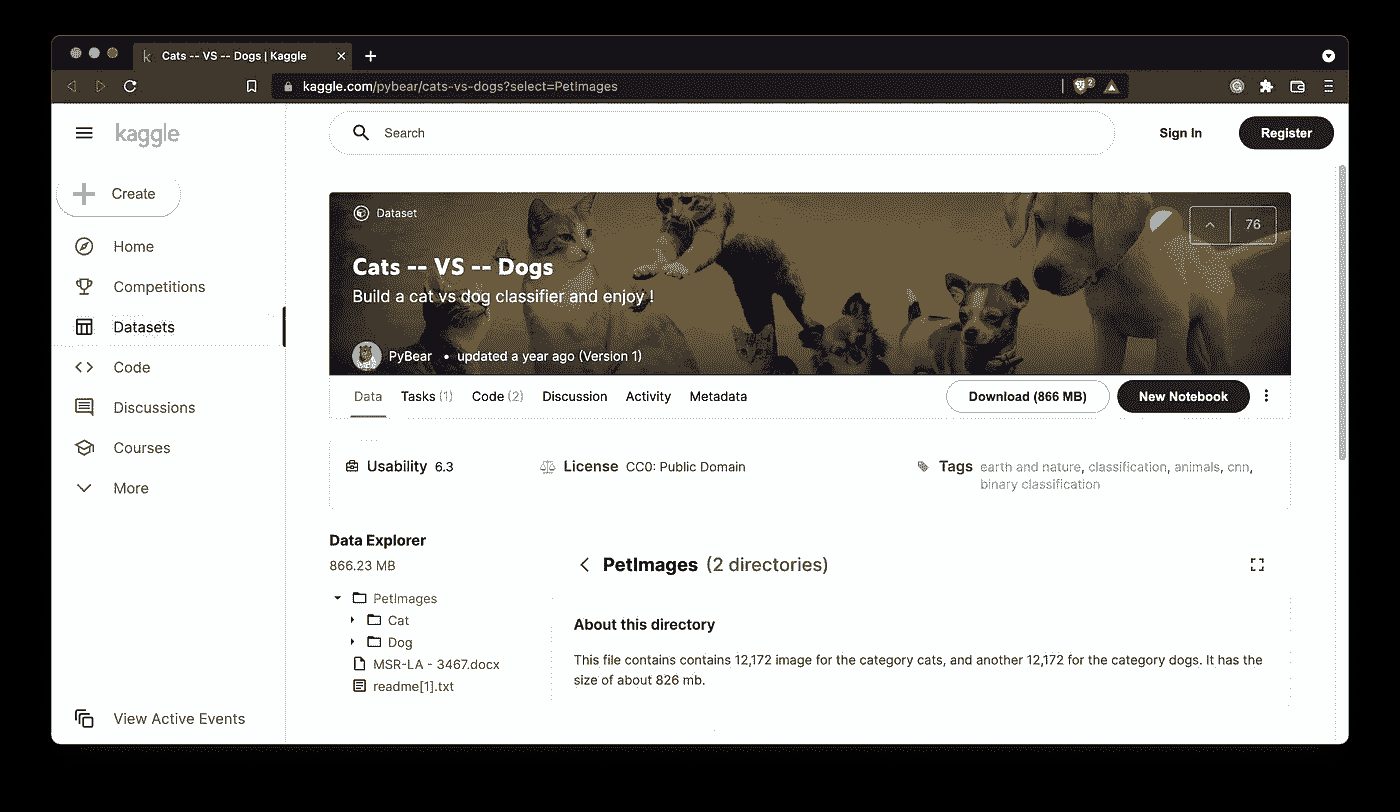 Cats -- VS -- Dogs | Kaggle
kaggle.com/pybear/cats-vs-dogs?select=PetImages
2
kaggle
Search
Sign In
Register
Create
Home
Competitions
Datasets
Code
Discussions
Courses
More
View Active Events
Dataset
76
Cats -- VS -- Dogs
Build a cat vs dog classifier and enjoy !
PyBear • updated a year ago (Version 1)
Data Tasks (1) Code (2) Discussion Activity Metadata Download (866 MB) New Notebook
Usability 6.3 License CC0: Public Domain Tags earth and nature, classification, animals, cnn,
binary classification
Data Explorer
866.23 MB
PetImages
Cat
Dog
MSR-LA - 3467.docx
readme[1].txt
PetImages (2 directories)
About this directory
This file contains contains 12,172 image for the category cats, and another 12,172 for the category dogs. It has the
size of about 826 mb.